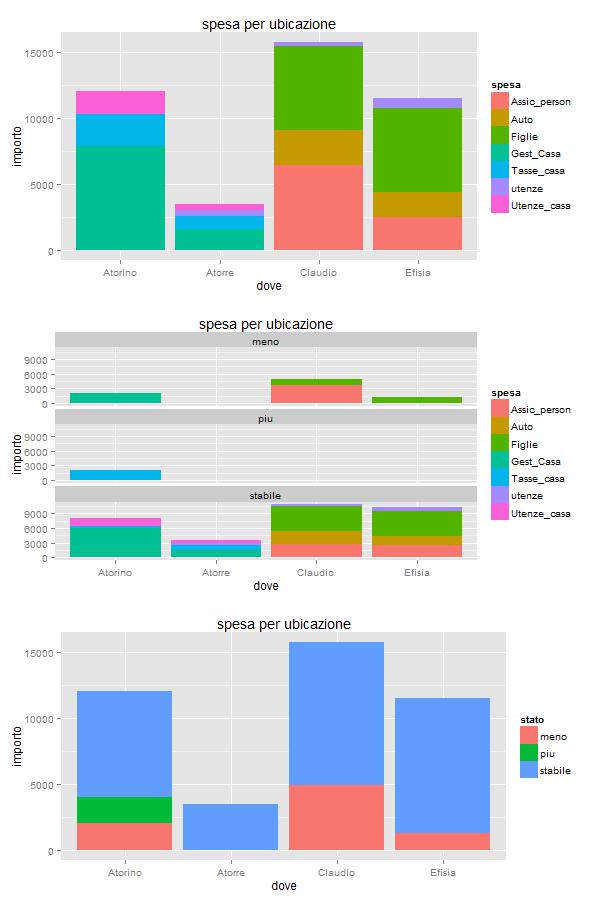 spesa per ubicazione
15000
10000
5000
0
importo
Atorino
Atorre
Claudio
Efisia
dove
spesa
Assic_person
Auto
Figlie
Gest_Casa
Tasse_casa
utenze
Utenze_casa
spesa per ubicazione
meno
9000
6000
3000
0
piu
9000
6000
3000
0
stabile
9000
6000
3000
0
importo
Atorino
Atorre
Claudio
Efisia
dove
spesa
Assic_person
Auto
Figlie
Gest_Casa
Tasse_casa
utenze
Utenze_casa
spesa per ubicazione
15000
10000
5000
0
importo
Atorino
Atorre
Claudio
Efisia
dove
stato
meno
piu
stabile